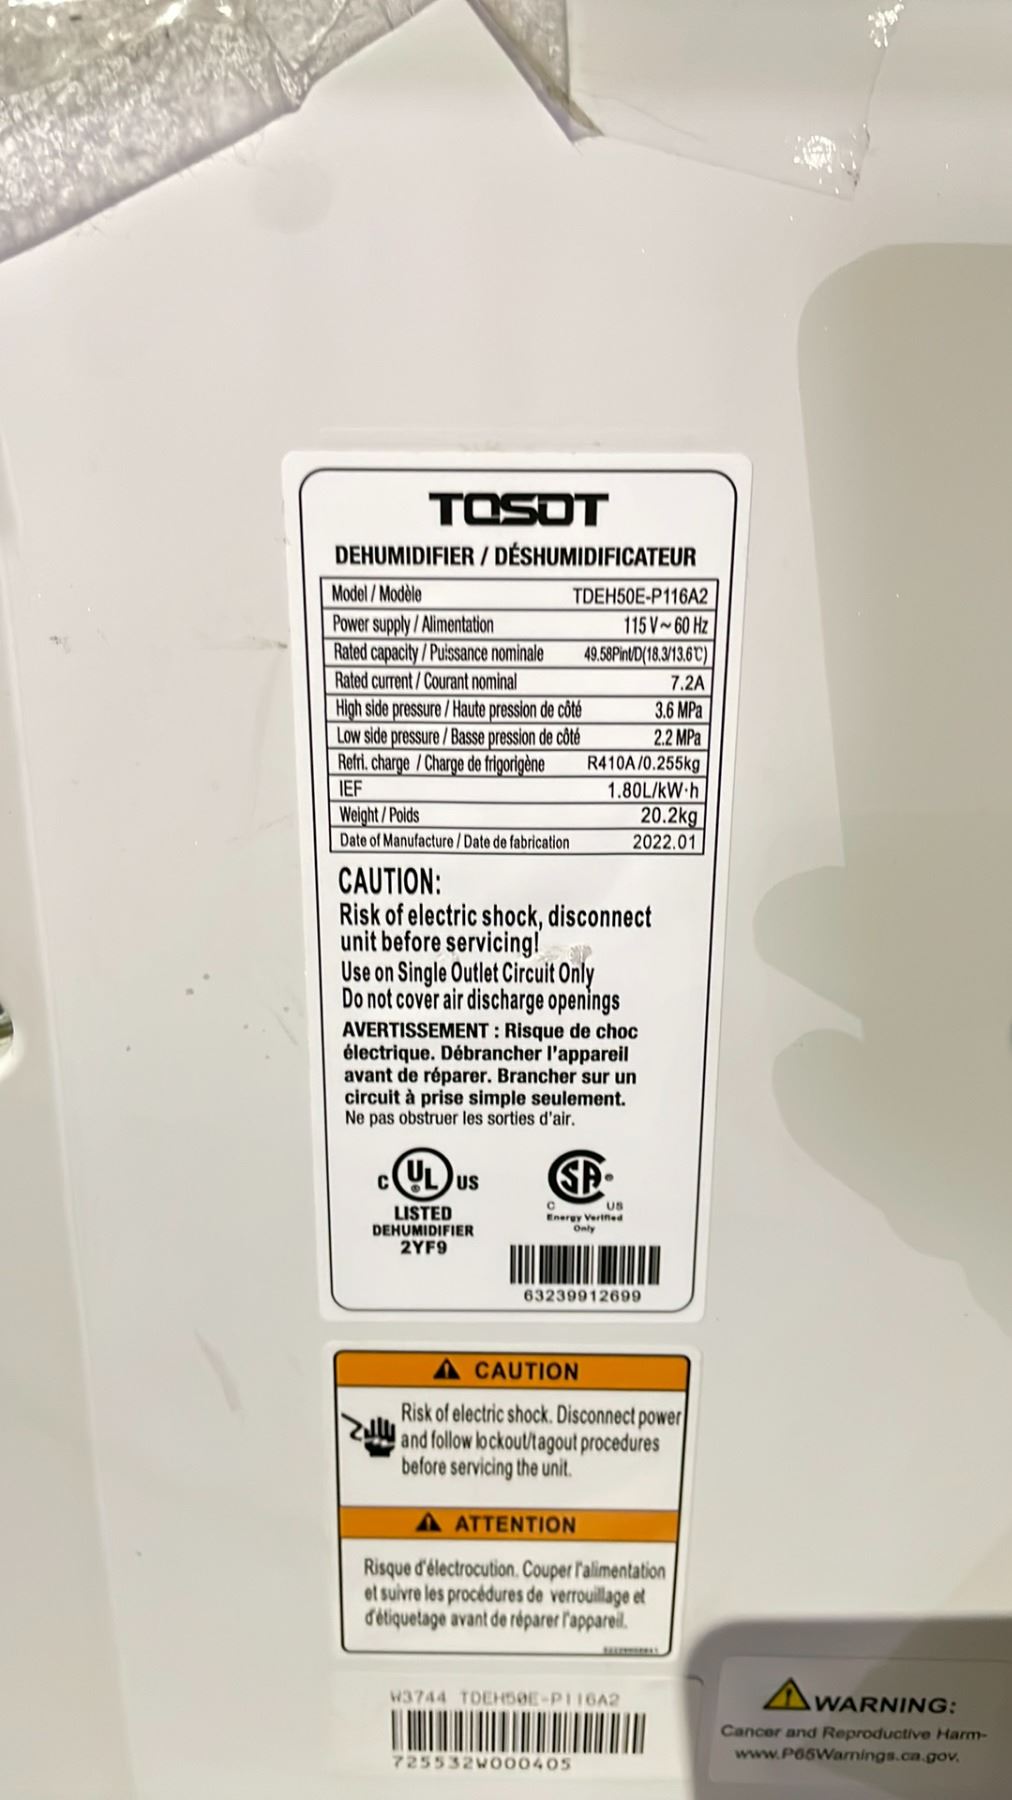 TOSOT
DEHUMIDIFIER / DÉSHUMIDIFICATEUR
Model / Modèle TDEH50E-P116A2
Power supply / Alimentation 115 V ~ 60 Hz
Rated capacity / Puissance nominale 49.58Pint/D(18.3/13.6℃)
Rated current / Courant nominal 7.2A
High side pressure / Haute pression de côté 3.6 MPa
Low side pressure / Basse pression de côté 2.2 MPa
Refri. charge / Charge de frigorigène R410A/0.255kg
IEF 1.80L/kW·h
Weight / Poids 20.2kg
Date of Manufacture / Date de fabrication 2022.01
CAUTION:
Risk of electric shock, disconnect
unit before servicing!
Use on Single Outlet Circuit Only
Do not cover air discharge openings
AVERTISSEMENT : Risque de choc
électrique. Débrancher l'appareil
avant de réparer. Brancher sur un
circuit à prise simple seulement.
Ne pas obstruer les sorties d'air.
C UL ® US
LISTED
DEHUMIDIFIER
2YF9
SA ®
C US
Energy Verified
Only
63239912699
CAUTION
Risk of electric shock. Disconnect power
and follow lockout/tagout procedures
before servicing the unit.
ATTENTION
Risque d'électrocution. Couper l'alimentation
et suivre les procédures de verrouillage et
d'étiquetage avant de réparer l'appareil.
W3744 TDEH50E-P116A2
725532W000405
WARNING:
Cancer and Reproductive Harm-
www.P65Warnings.ca.gov.